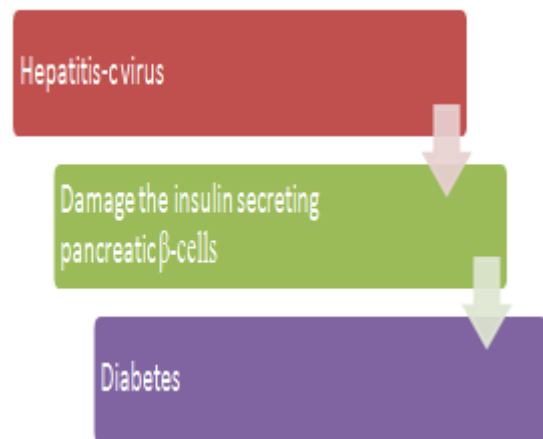 Hepatitis-c virus
Damage the insulin secreting
pancreatic β-cells
Diabetes